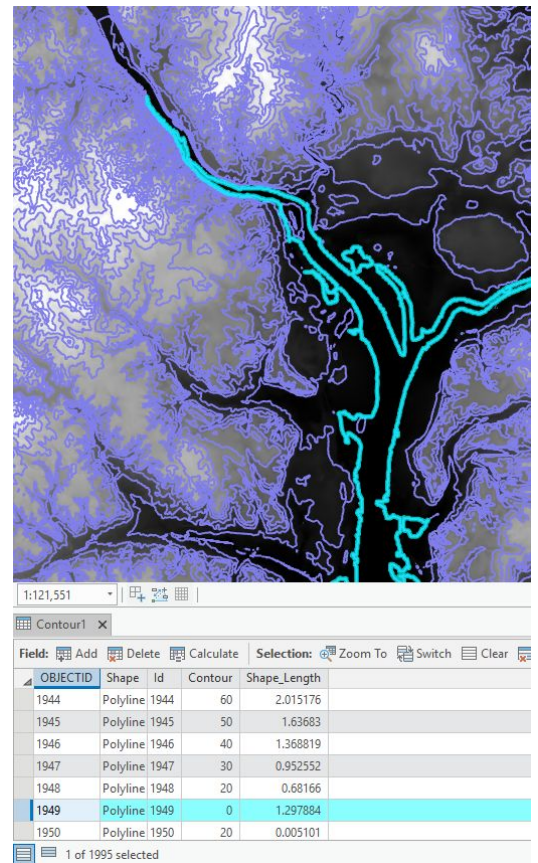 1:121,551
Contour1
Field: Add Delete Calculate Selection: Zoom To Switch Clear
OBJECTID Shape Id Contour Shape_Length
1944 Polyline 1944 60 2.015176
1945 Polyline 1945 50 1.63683
1946 Polyline 1946 40 1.368819
1947 Polyline 1947 30 0.952552
1948 Polyline 1948 20 0.68166
1949 Polyline 1949 0 1.297884
1950 Polyline 1950 20 0.005101
1 of 1995 selected